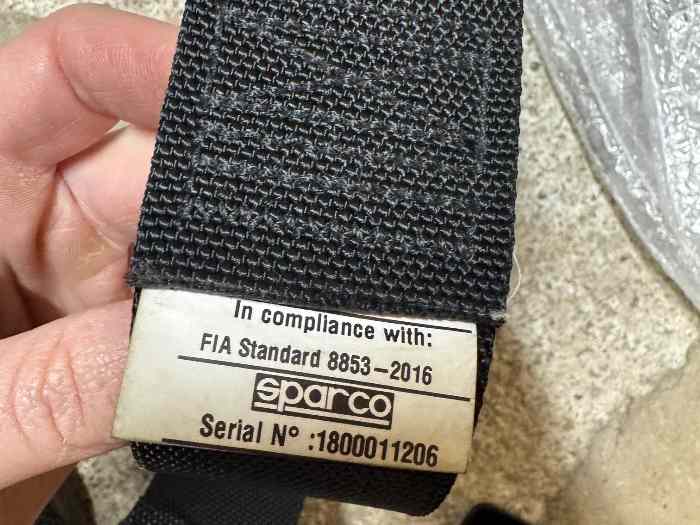 In compliance with:
FIA Standard 8853-2016
sparco
Serial N° :1800011206